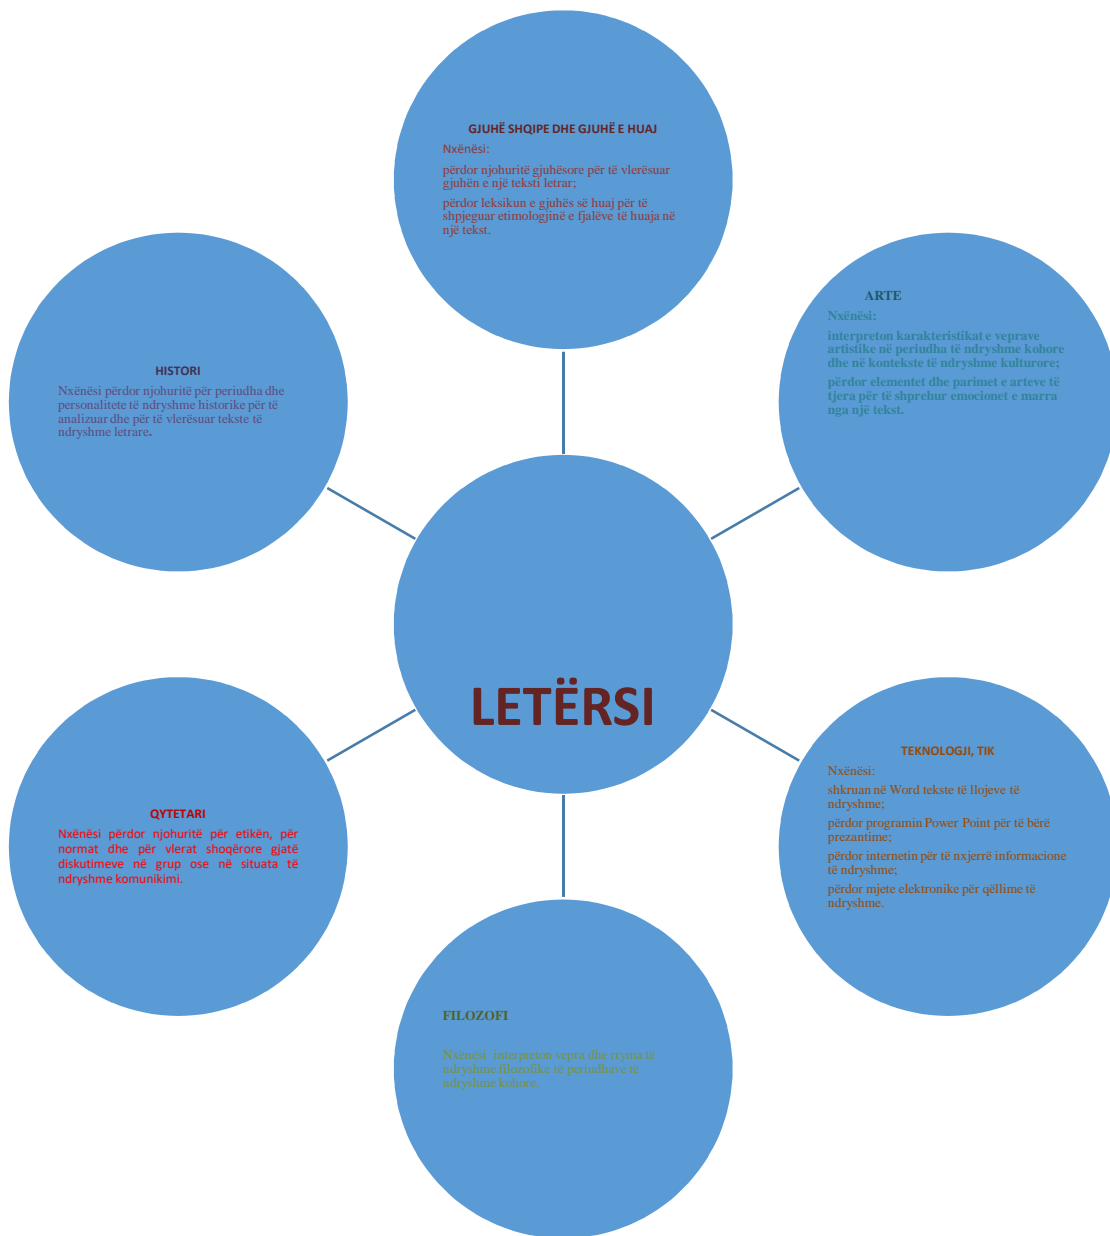 GJUHË SHQIPE DHE GJUHË E HUAJ
Nxënësi:
përdor njohuritë gjuhësore për të vlerësuar
gjuhën e një teksti letrar;
përdor leksikun e gjuhës së huaj për të
shpjeguar etimologjinë e fjalëve të huaja në
një tekst.
ARTE
Nxënësi:
interpreton karakteristikat e veprave
artistike në periudha të ndryshme kohore
dhe në kontekste të ndryshme kulturore;
përdor elementet dhe parimet e arteve të
tjera për të shprehur emocionet e marra
nga një tekst.
HISTORI
Nxënësi përdor njohuritë për periudha dhe
personalitete të ndryshme historike për të
analizuar dhe për të vlerësuar tekste të
ndryshme letrare.
LETËRSI
TEKNOLOGJI, TIK
Nxënësi:
shkruan në Word tekste të llojeve të
ndryshme;
përdor programin Power Point për të bërë
prezantime;
përdor internetin për të nxjerrë informacione
të ndryshme;
përdor mjete elektronike për qëllime të
ndryshme.
QYTETARI
Nxënësi përdor njohuritë për etikën, për
normat dhe për vlerat shoqërore gjatë
diskutimeve në grup ose në situata të
ndryshme komunikimi.
FILOZOFI
Nxënësi interpreton vepra dhe rryma të
ndryshme filozofike të periudhave të
ndryshme kohore.